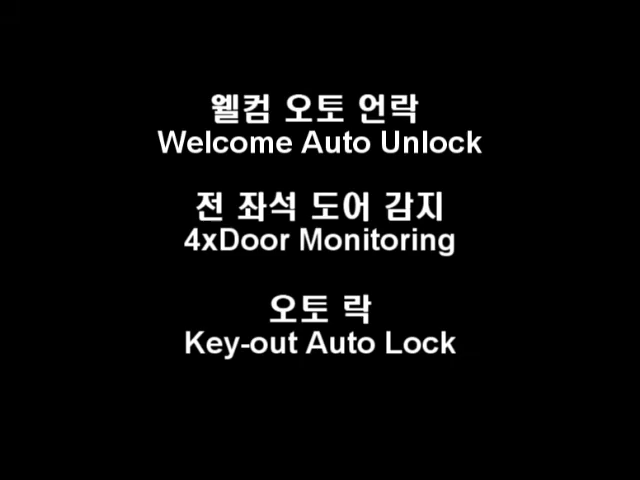 웰컴 오토 언락
Welcome Auto Unlock
전 좌석 도어 감지
4xDoor Monitoring
오토 락
Key-out Auto Lock